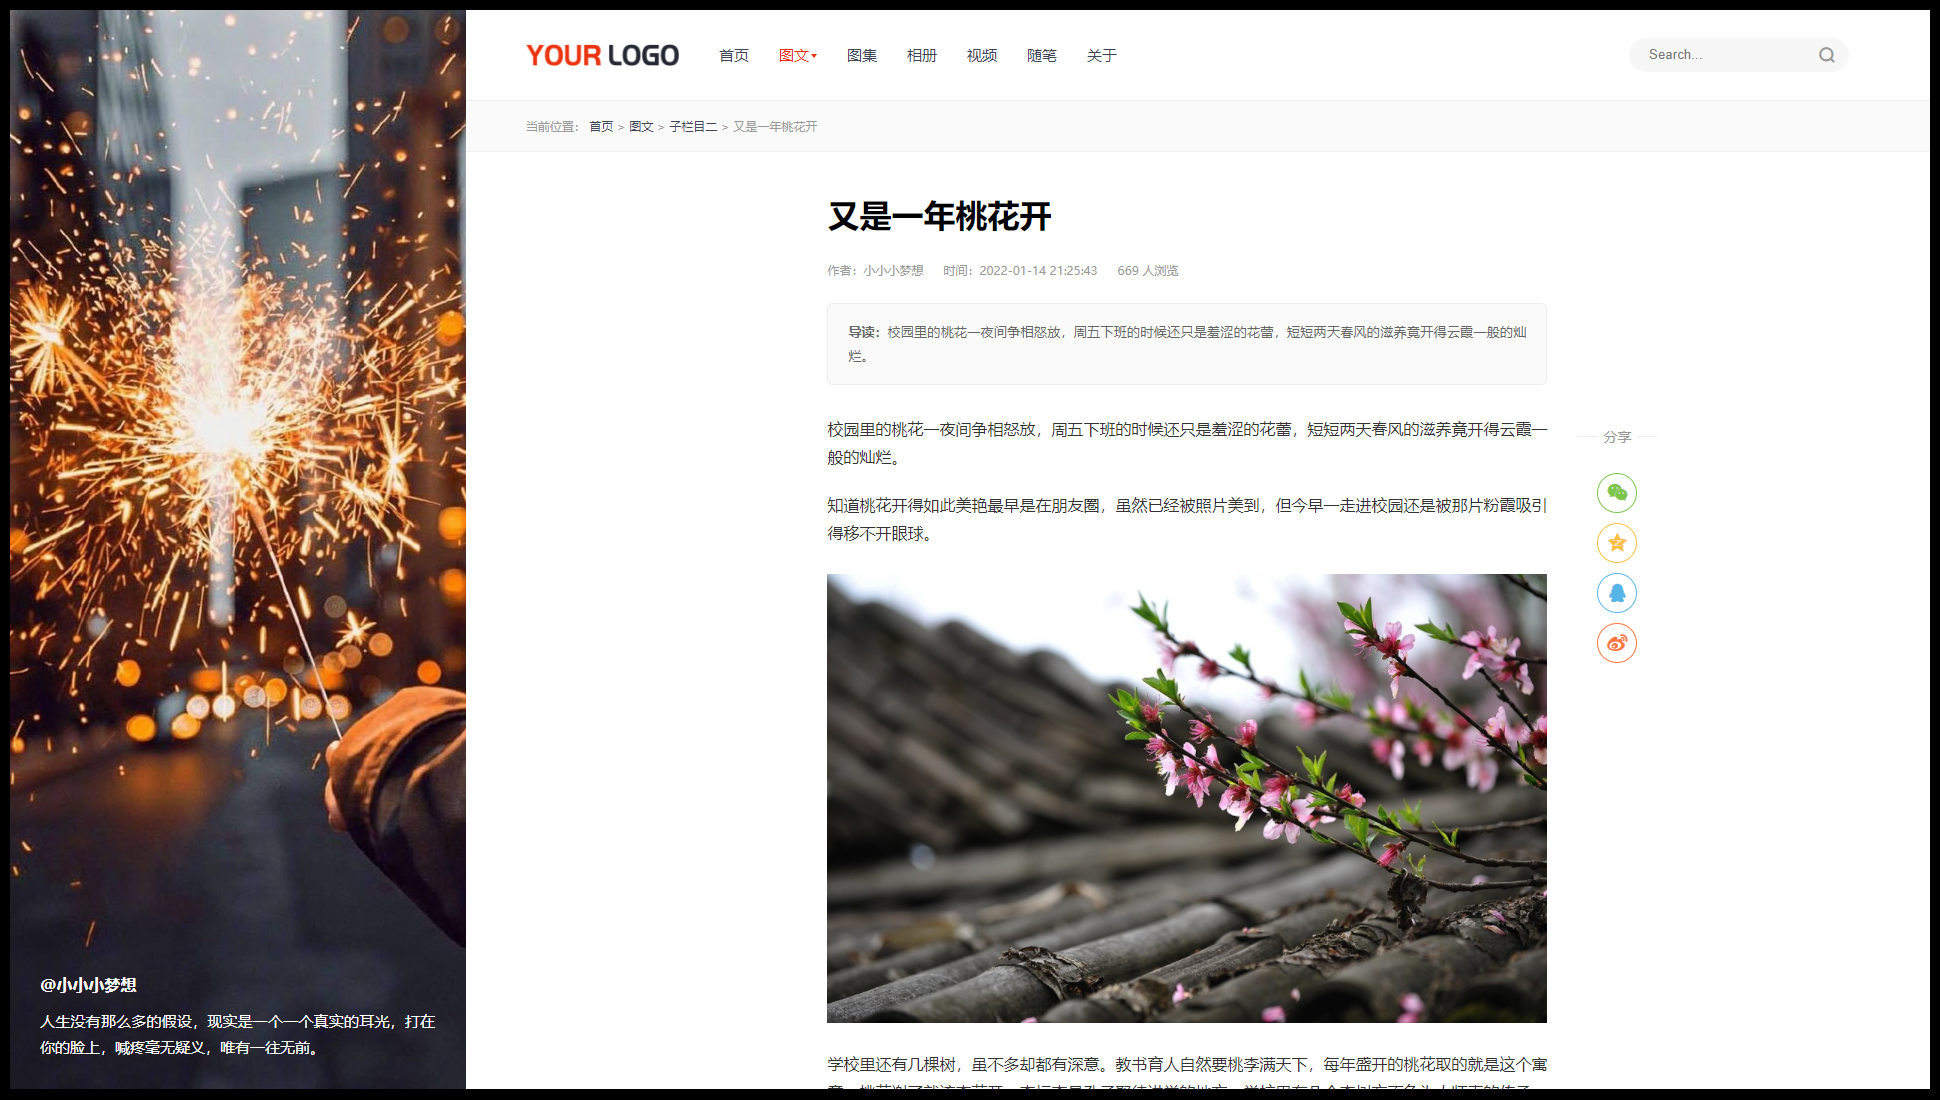 YOUR LOGO
首页 图文 图集 相册 视频 随笔 关于
Search...
当前位置： 首页 > 图文 > 子栏目二 > 又是一年桃花开
又是一年桃花开
作者：小小小梦想 时间：2022-01-14 21:25:43 669 人浏览
导读：校园里的桃花一夜间争相怒放，周五下班的时候还只是羞涩的花蕾，短短两天春风的滋养竟开得云霞一般的灿
烂。
校园里的桃花一夜间争相怒放，周五下班的时候还只是羞涩的花蕾，短短两天春风的滋养竟开得云霞一
般的灿烂。
知道桃花开得如此美艳最早是在朋友圈，虽然已经被照片美到，但今早一走进校园还是被那片粉霞吸引
得移不开眼球。
分享
学校里还有几棵树，虽不多却都有深意。教书育人自然要桃李满天下，每年盛开的桃花取的就是这个寓
@小小小梦想
人生没有那么多的假设，现实是一个一个真实的耳光，打在
你的脸上，喊疼毫无疑义，唯有一往无前。